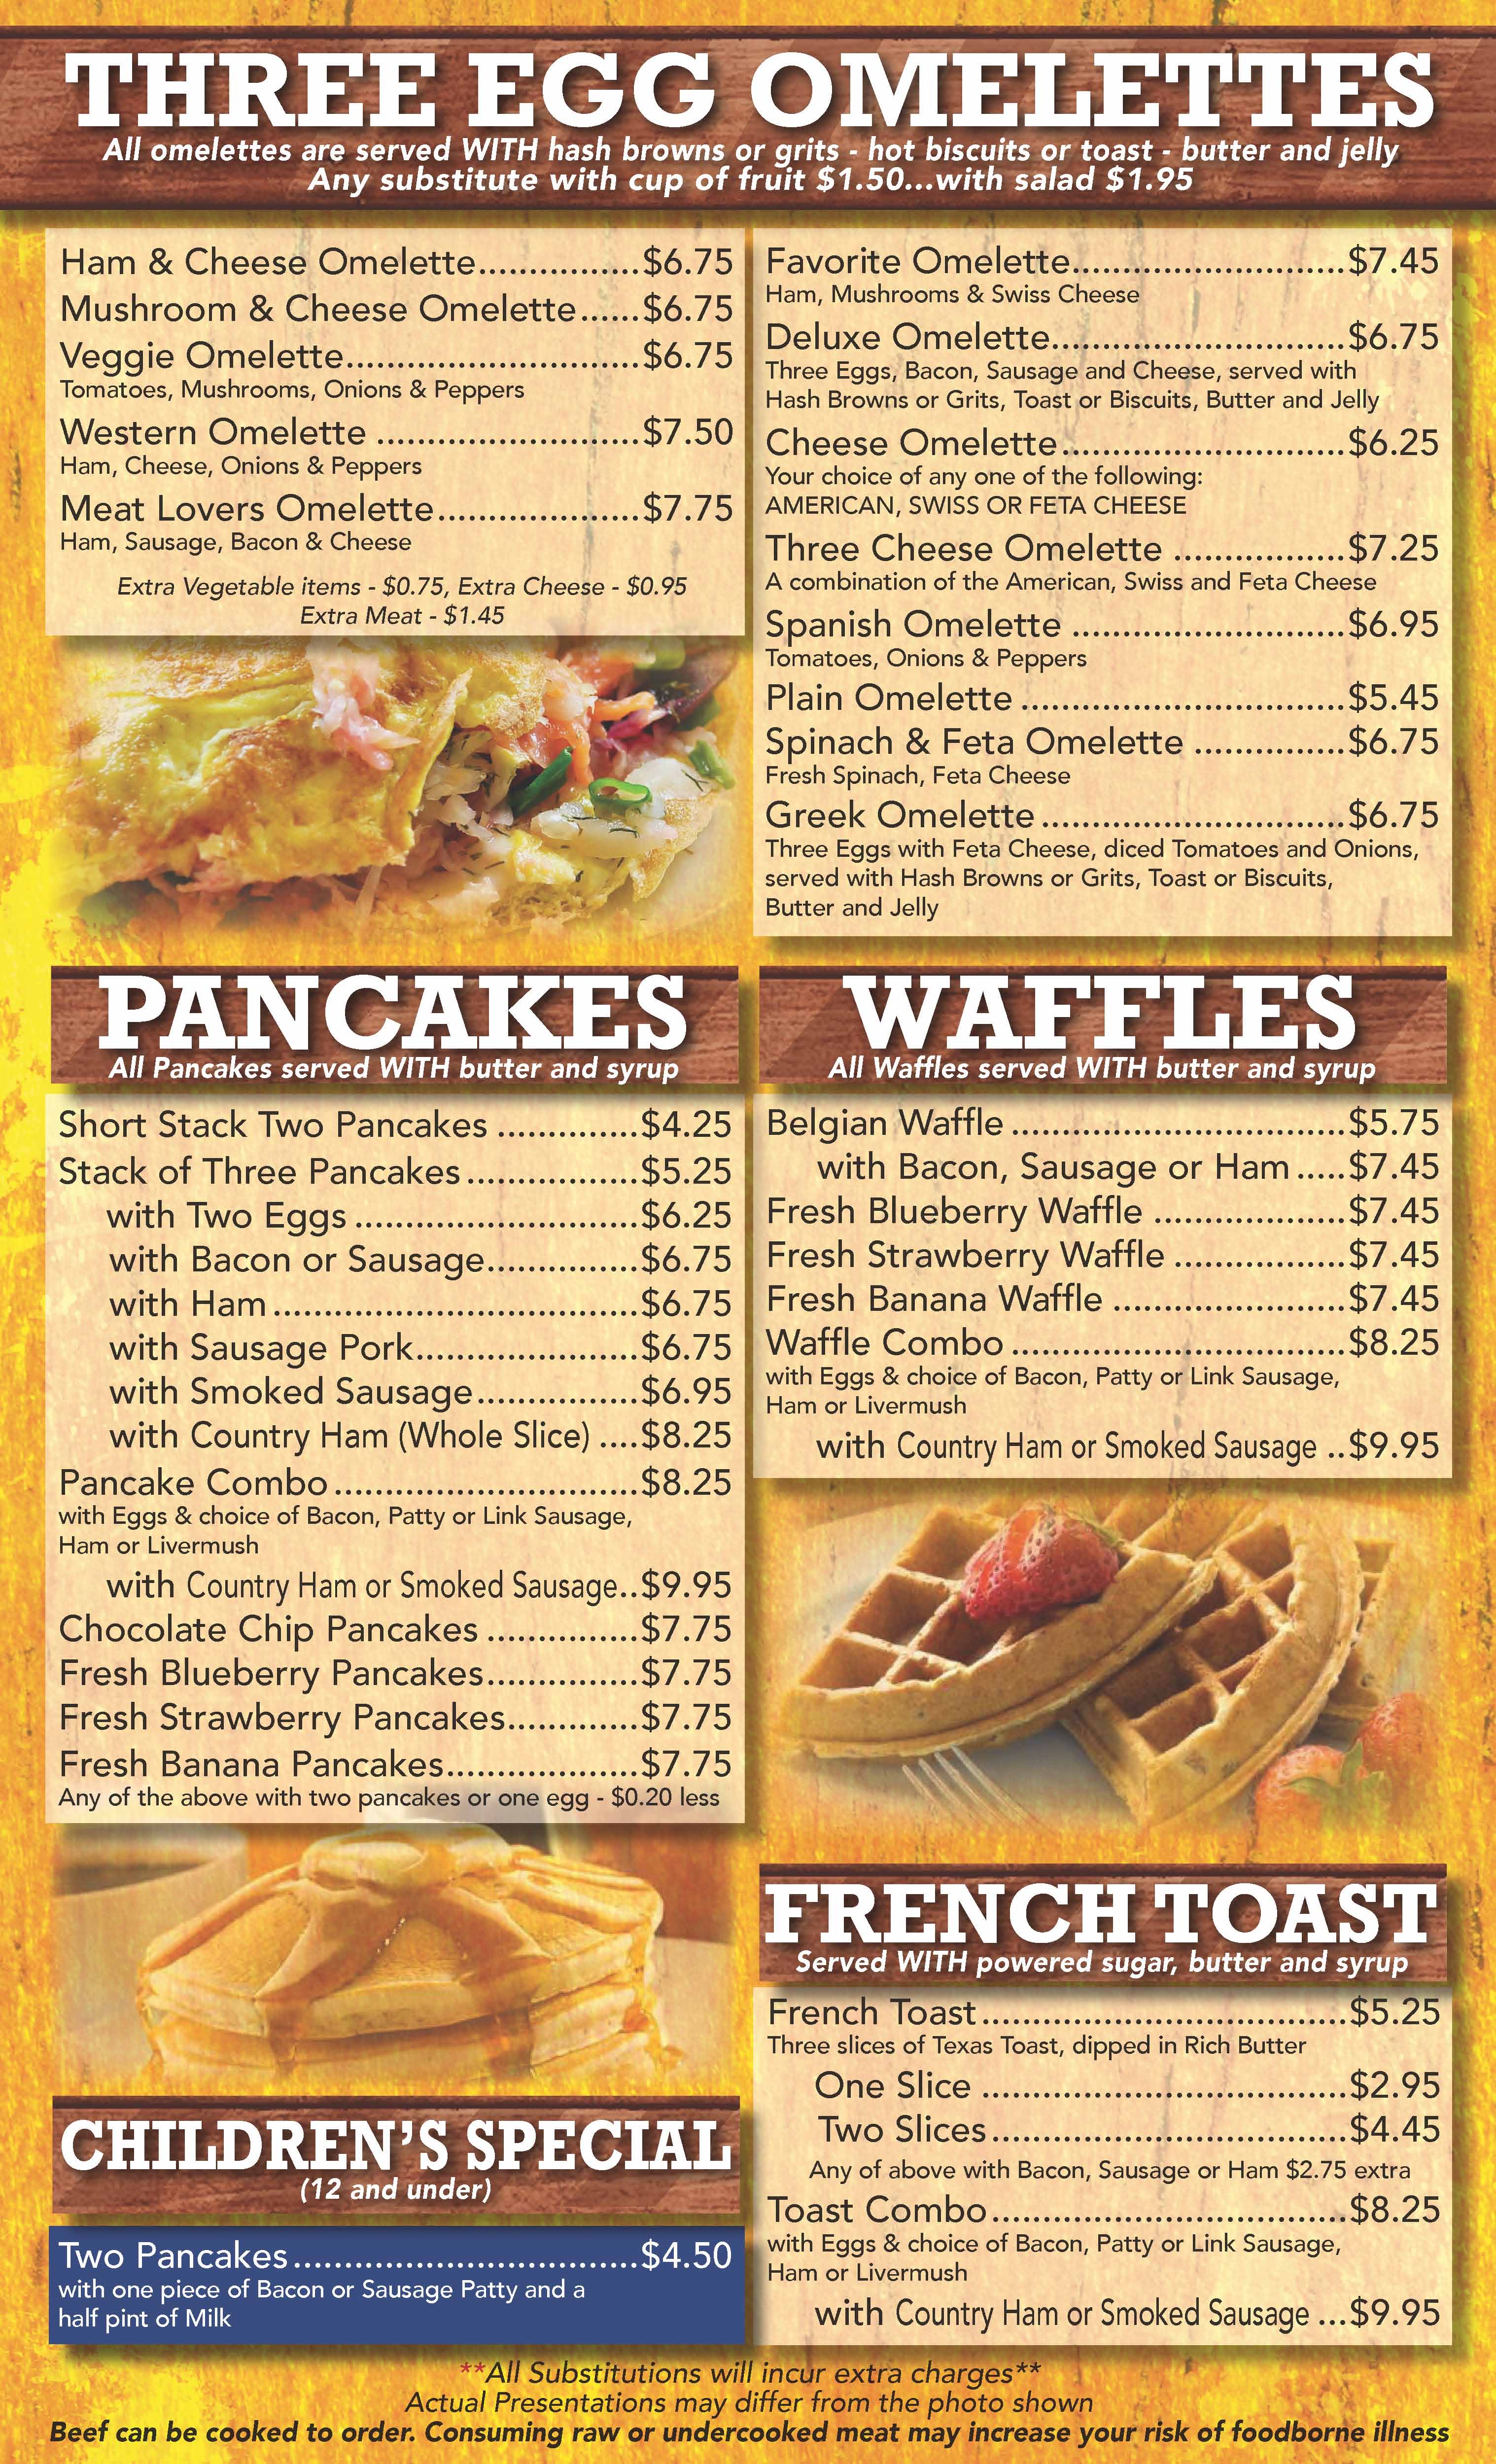 THREE EGG OMELETTES
All omelettes are served WITH hash browns or grits - hot biscuits or toast - butter and jelly
Any substitute with cup of fruit $1.50...with salad $1.95
Ham & Cheese Omelette................$6.75
Mushroom & Cheese Omelette......$6.75
Veggie Omelette.............................$6.75
Tomatoes, Mushrooms, Onions & Peppers
Western Omelette ..........................$7.50
Ham, Cheese, Onions & Peppers
Meat Lovers Omelette....................$7.75
Ham, Sausage, Bacon & Cheese
Extra Vegetable items - $0.75, Extra Cheese - $0.95
Extra Meat - $1.45
Favorite Omelette...........................$7.45
Ham, Mushrooms & Swiss Cheese
Deluxe Omelette.............................$6.75
Three Eggs, Bacon, Sausage and Cheese, served with
Hash Browns or Grits, Toast or Biscuits, Butter and Jelly
Cheese Omelette............................$6.25
Your choice of any one of the following:
AMERICAN, SWISS OR FETA CHEESE
Three Cheese Omelette .................$7.25
A combination of the American, Swiss and Feta Cheese
Spanish Omelette ...........................$6.95
Tomatoes, Onions & Peppers
Plain Omelette ................................$5.45
Spinach & Feta Omelette ...............$6.75
Fresh Spinach, Feta Cheese
Greek Omelette..............................$6.75
Three Eggs with Feta Cheese, diced Tomatoes and Onions,
served with Hash Browns or Grits, Toast or Biscuits,
Butter and Jelly
PANCAKES
All Pancakes served WITH butter and syrup
Short Stack Two Pancakes ..............$4.25
Stack of Three Pancakes.................$5.25
with Two Eggs ............................$6.25
with Bacon or Sausage...............$6.75
with Ham....................................$6.75
with Sausage Pork......................$6.75
with Smoked Sausage................$6.95
with Country Ham (Whole Slice) ....$8.25
Pancake Combo..............................$8.25
with Eggs & choice of Bacon, Patty or Link Sausage,
Ham or Livermush
with Country Ham or Smoked Sausage..$9.95
Chocolate Chip Pancakes ...............$7.75
Fresh Blueberry Pancakes...............$7.75
Fresh Strawberry Pancakes.............$7.75
Fresh Banana Pancakes...................$7.75
Any of the above with two pancakes or one egg - $0.20 less
WAFFLES
All Waffles served WITH butter and syrup
Belgian Waffle.................................$5.75
with Bacon, Sausage or Ham.....$7.45
Fresh Blueberry Waffle ...................$7.45
Fresh Strawberry Waffle .................$7.45
Fresh Banana Waffle .......................$7.45
Waffle Combo.................................$8.25
with Eggs & choice of Bacon, Patty or Link Sausage,
Ham or Livermush
with Country Ham or Smoked Sausage ..$9.95
FRENCH TOAST
Served WITH powered sugar, butter and syrup
French Toast....................................$5.25
Three slices of Texas Toast, dipped in Rich Butter
One Slice ....................................$2.95
Two Slices...................................$4.45
Any of above with Bacon, Sausage or Ham $2.75 extra
Toast Combo...................................$8.25
with Eggs & choice of Bacon, Patty or Link Sausage,
Ham or Livermush
with Country Ham or Smoked Sausage ...$9.95
CHILDREN'S SPECIAL
(12 and under)
Two Pancakes..................................$4.50
with one piece of Bacon or Sausage Patty and a
half pint of Milk
**All Substitutions will incur extra charges**
Actual Presentations may differ from the photo shown
Beef can be cooked to order. Consuming raw or undercooked meat may increase your risk of foodborne illness